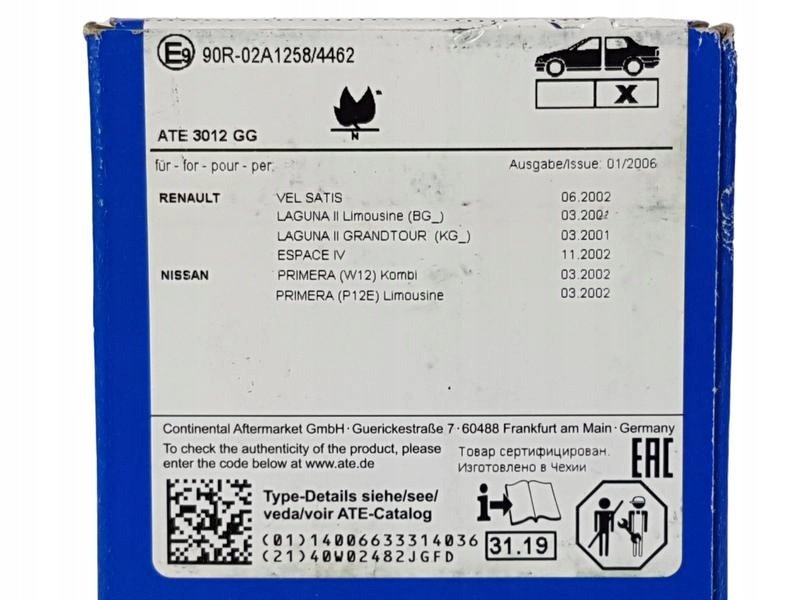 E9 90R-02A1258/4462
X
N
ATE 3012 GG
für - for - pour - per:
Ausgabe/Issue: 01/2006
RENAULT VEL SATIS 06.2002
LAGUNA II Limousine (BG_) 03.2001
LAGUNA II GRANDTOUR (KG_) 03.2001
ESPACE IV 11.2002
NISSAN PRIMERA (W12) Kombi 03.2002
PRIMERA (P12E) Limousine 03.2002
Continental Aftermarket GmbH · Guerickestraße 7 · 60488 Frankfurt am Main · Germany
To check the authenticity of the product, please
enter the code below at www.ate.de
Товар сертифицирован.
Изготовлено в Чехии
EAC
Type-Details siehe/see/
veda/voir ATE-Catalog
(01)14006633314036
(21)40W02482JGFD
i
31.19